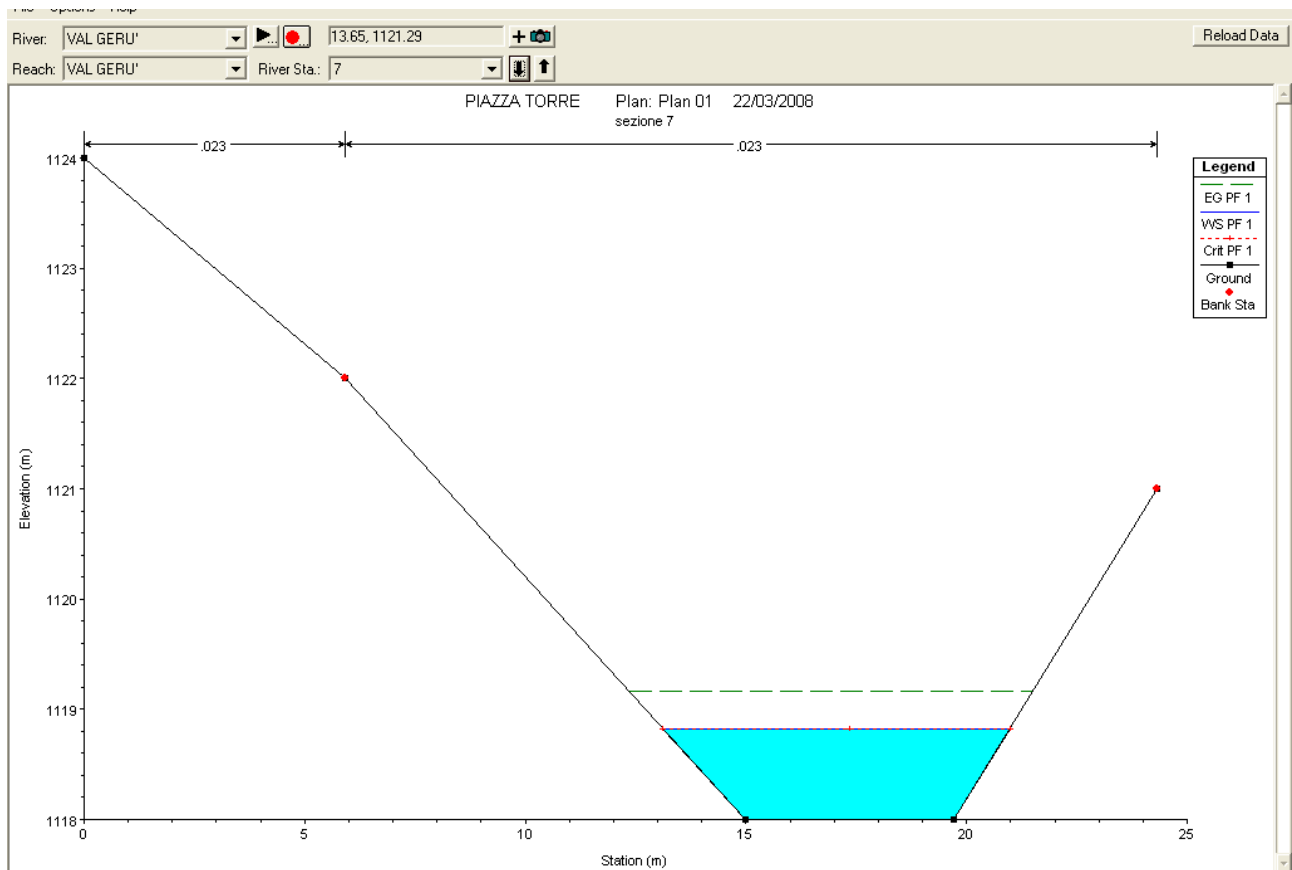 River: VAL GERU' 13.65, 1121.29 Reload Data
Reach: VAL GERU' River Sta.: 7
PIAZZA TORRE Plan: Plan 01 22/03/2008
sezione 7
.023 .023
Legend
EG PF 1
WS PF 1
Crit PF 1
Ground
Bank Sta
1124
1123
1122
1121
1120
1119
1118
Elevation (m)
0 5 10 15 20 25
Station (m)